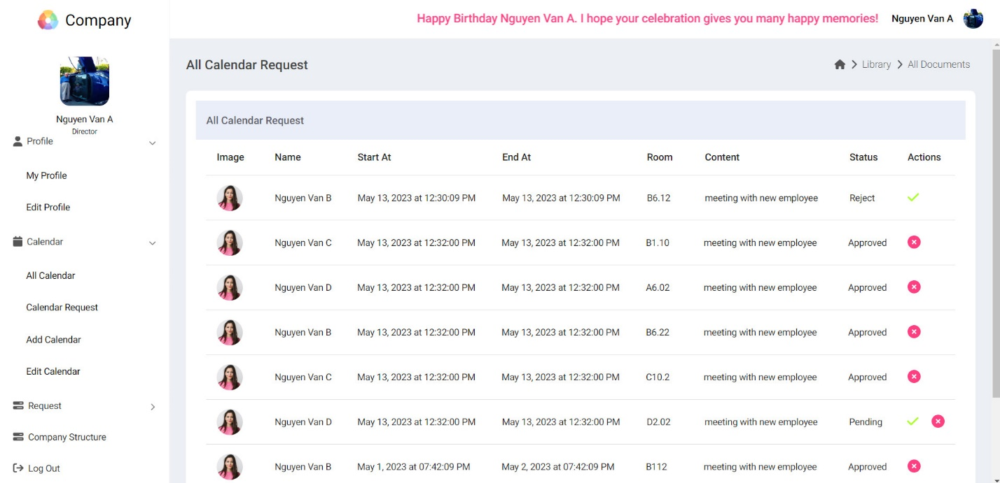 Company
Happy Birthday Nguyen Van A. I hope your celebration gives you many happy memories! Nguyen Van A
Nguyen Van A
Director
Profile
My Profile
Edit Profile
Calendar
All Calendar
Calendar Request
Add Calendar
Edit Calendar
Request
Company Structure
Log Out
All Calendar Request
Library All Documents
All Calendar Request
Image Name Start At End At Room Content Status Actions
Nguyen Van B May 13, 2023 at 12:30:09 PM May 13, 2023 at 12:30:09 PM B6.12 meeting with new employee Reject
Nguyen Van C May 13, 2023 at 12:32:00 PM May 13, 2023 at 12:32:00 PM B1.10 meeting with new employee Approved
Nguyen Van D May 13, 2023 at 12:32:00 PM May 13, 2023 at 12:32:00 PM A6.02 meeting with new employee Approved
Nguyen Van B May 13, 2023 at 12:32:00 PM May 13, 2023 at 12:32:00 PM B6.22 meeting with new employee Approved
Nguyen Van C May 13, 2023 at 12:32:00 PM May 13, 2023 at 12:32:00 PM C10.2 meeting with new employee Approved
Nguyen Van D May 13, 2023 at 12:32:00 PM May 13, 2023 at 12:32:00 PM D2.02 meeting with new employee Pending
Nguyen Van B May 1, 2023 at 07:42:09 PM May 2, 2023 at 07:42:09 PM B112 meeting with new employee Approved